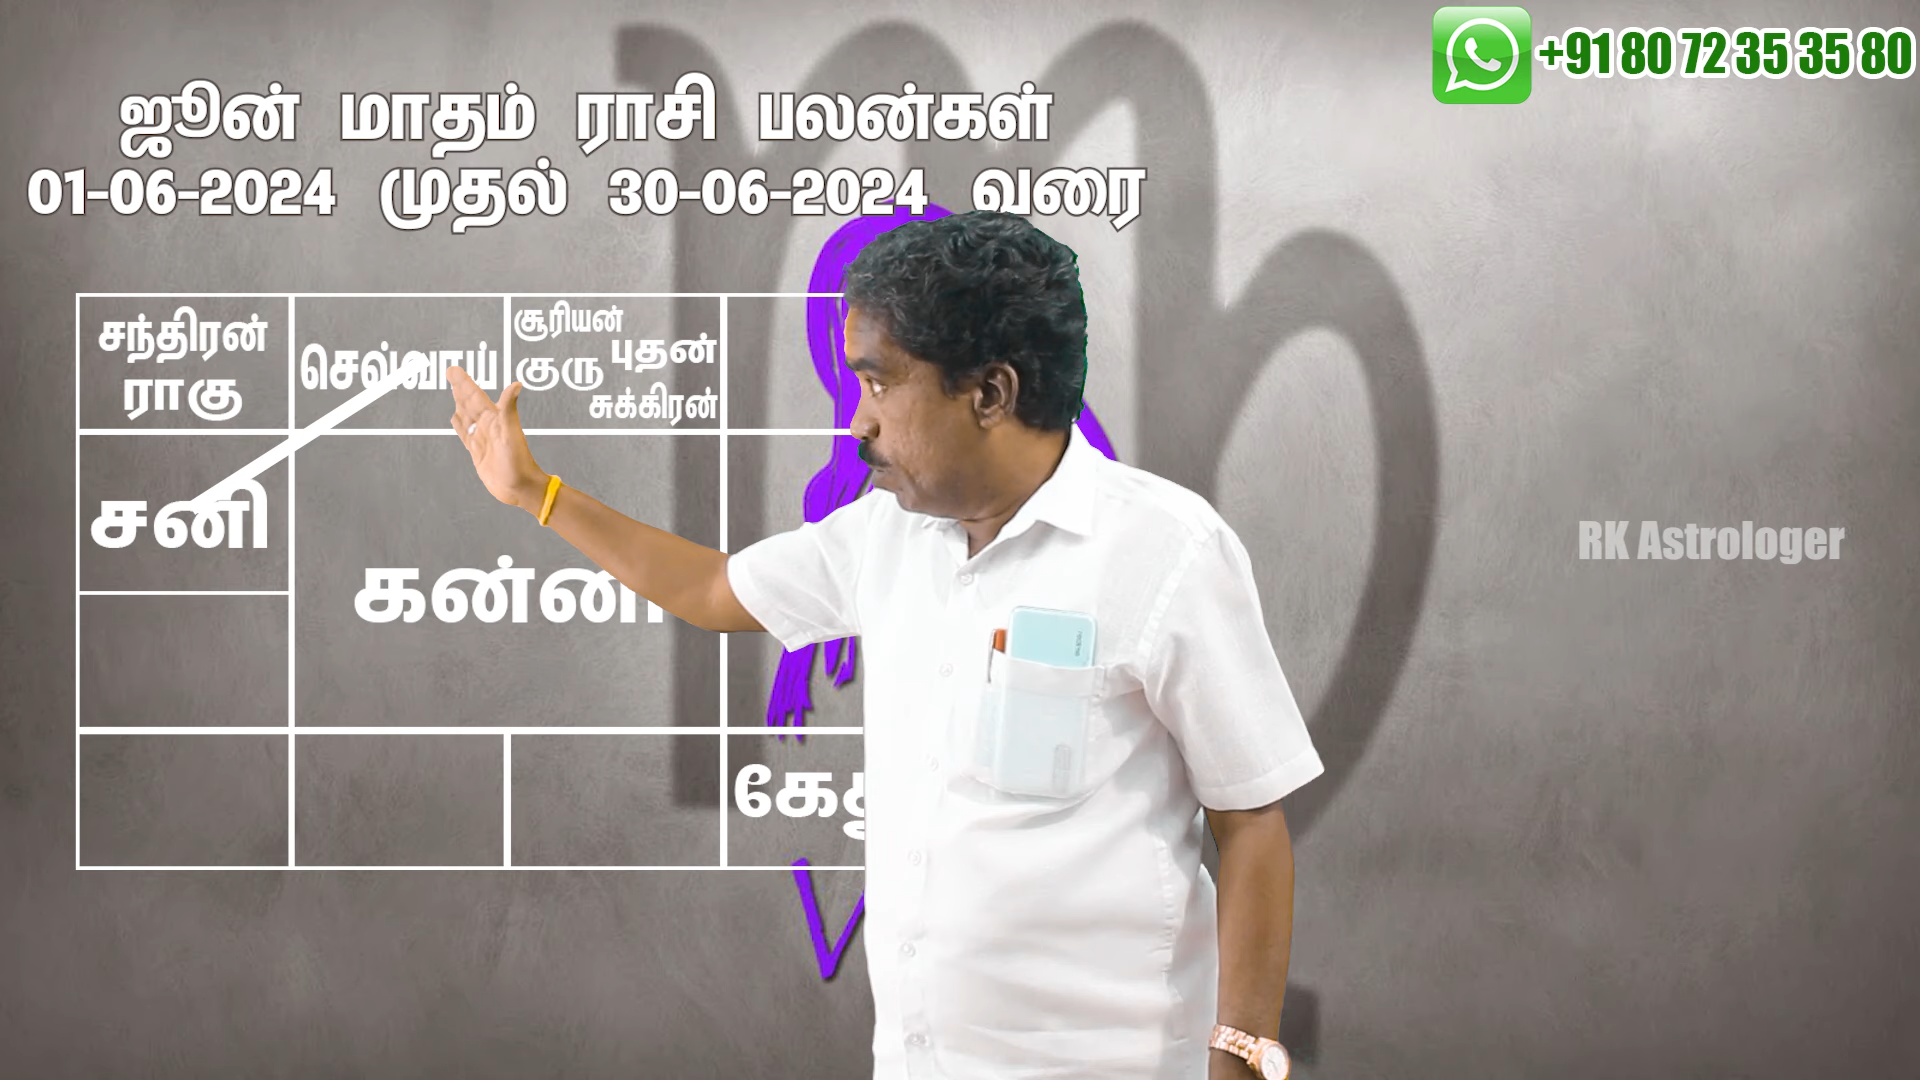 +91 80 72 35 35 80
ஜூன் மாதம் ராசி பலன்கள்
01-06-2024 முதல் 30-06-2024 வரை
சந்திரன்
ராகு
செவ்வாய்
சூரியன்
குரு புதன்
சுக்கிரன்
சனி
RK Astrologer